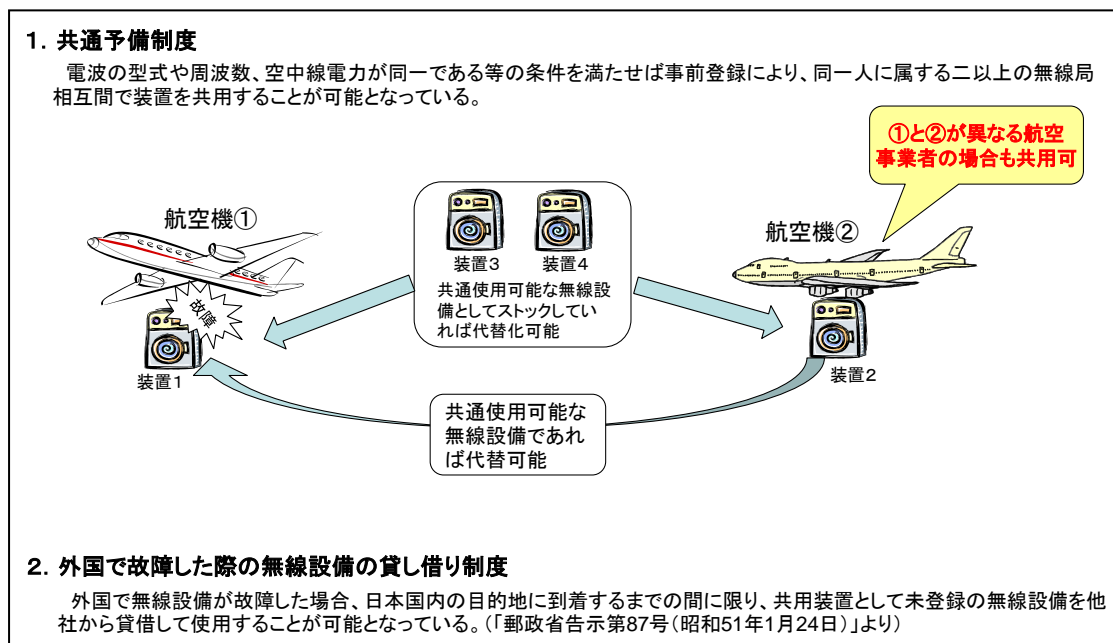 １．共通予備制度
電波の型式や周波数、空中線電力が同一である等の条件を満たせば事前登録により、同一人に属する二以上の無線局
相互間で装置を共用することが可能となっている。
①と②が異なる航空
事業者の場合も共用可
航空機①
航空機②
装置３
装置４
共通使用可能な無線設
備としてストックしてい
れば代替化可能
故障
装置１
装置２
共通使用可能な
無線設備であれ
ば代替可能
２．外国で故障した際の無線設備の貸し借り制度
外国で無線設備が故障した場合、日本国内の目的地に到着するまでの間に限り、共用装置として未登録の無線設備を他
社から貸借して使用することが可能となっている。（「郵政省告示第87号（昭和51年1月24日）」より）